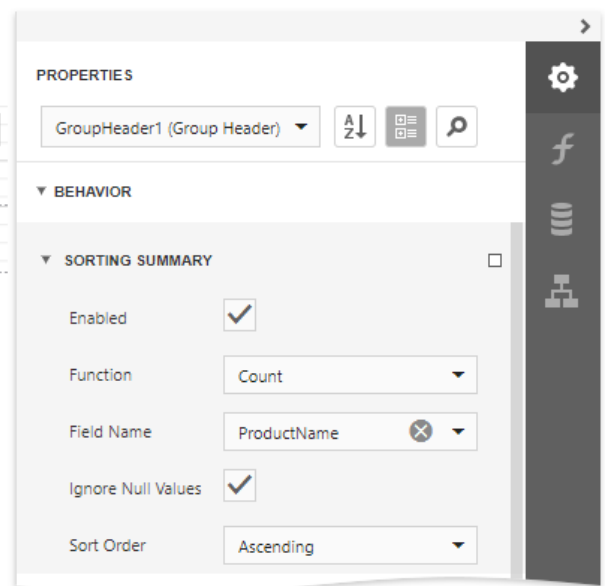 PROPERTIES
GroupHeader1 (Group Header)
A
Z
BEHAVIOR
SORTING SUMMARY
Enabled
Function Count
Field Name ProductName
Ignore Null Values
Sort Order Ascending